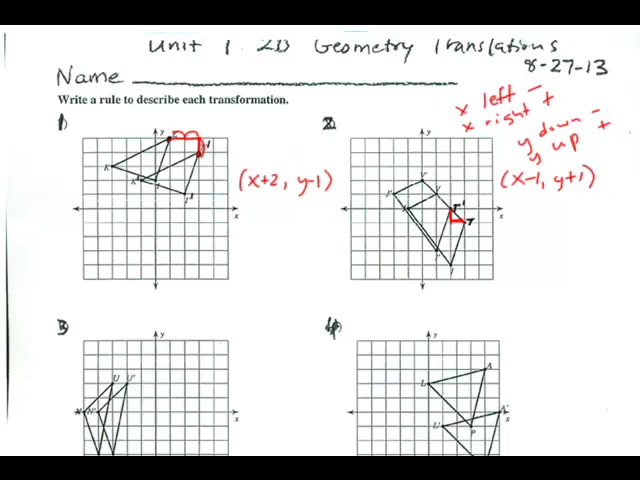 Unit 1 2D Geometry Translations
8-27-13
Name
Write a rule to describe each transformation.
x left -
x right +
y down -
y up +
1)
y
K
K'
I
I'
x
(x+2, y-1)
2
y
J'
V'
V
T'
T
I'
I
x
(x-1, y+1)
3
y
U
U'
N
N'
x
4)
y
L
A
L'
A'
P
x